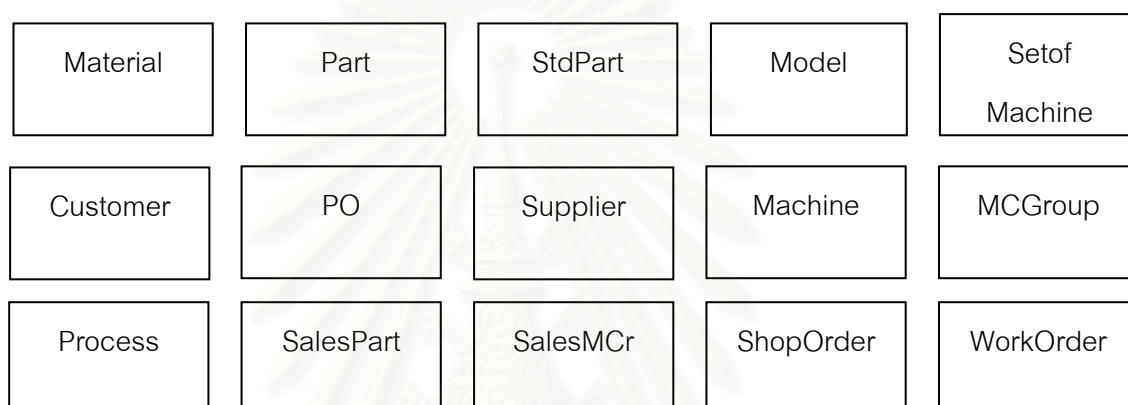 Material Part StdPart Model Setof
Machine
Customer PO Supplier Machine MCGroup
Process SalesPart SalesMCr ShopOrder WorkOrder